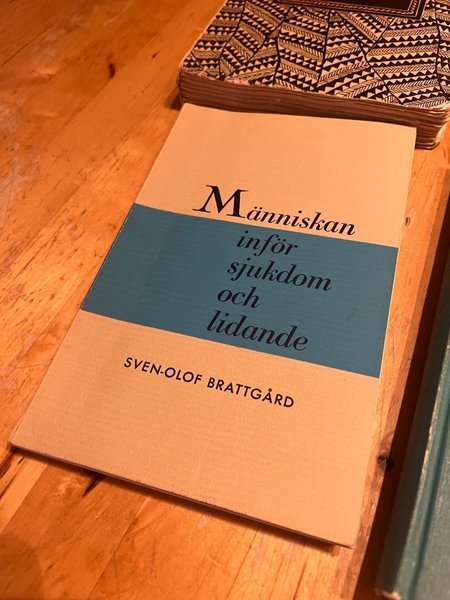 Människan
inför
sjukdom
och
lidande
SVEN-OLOF BRATTGÅRD